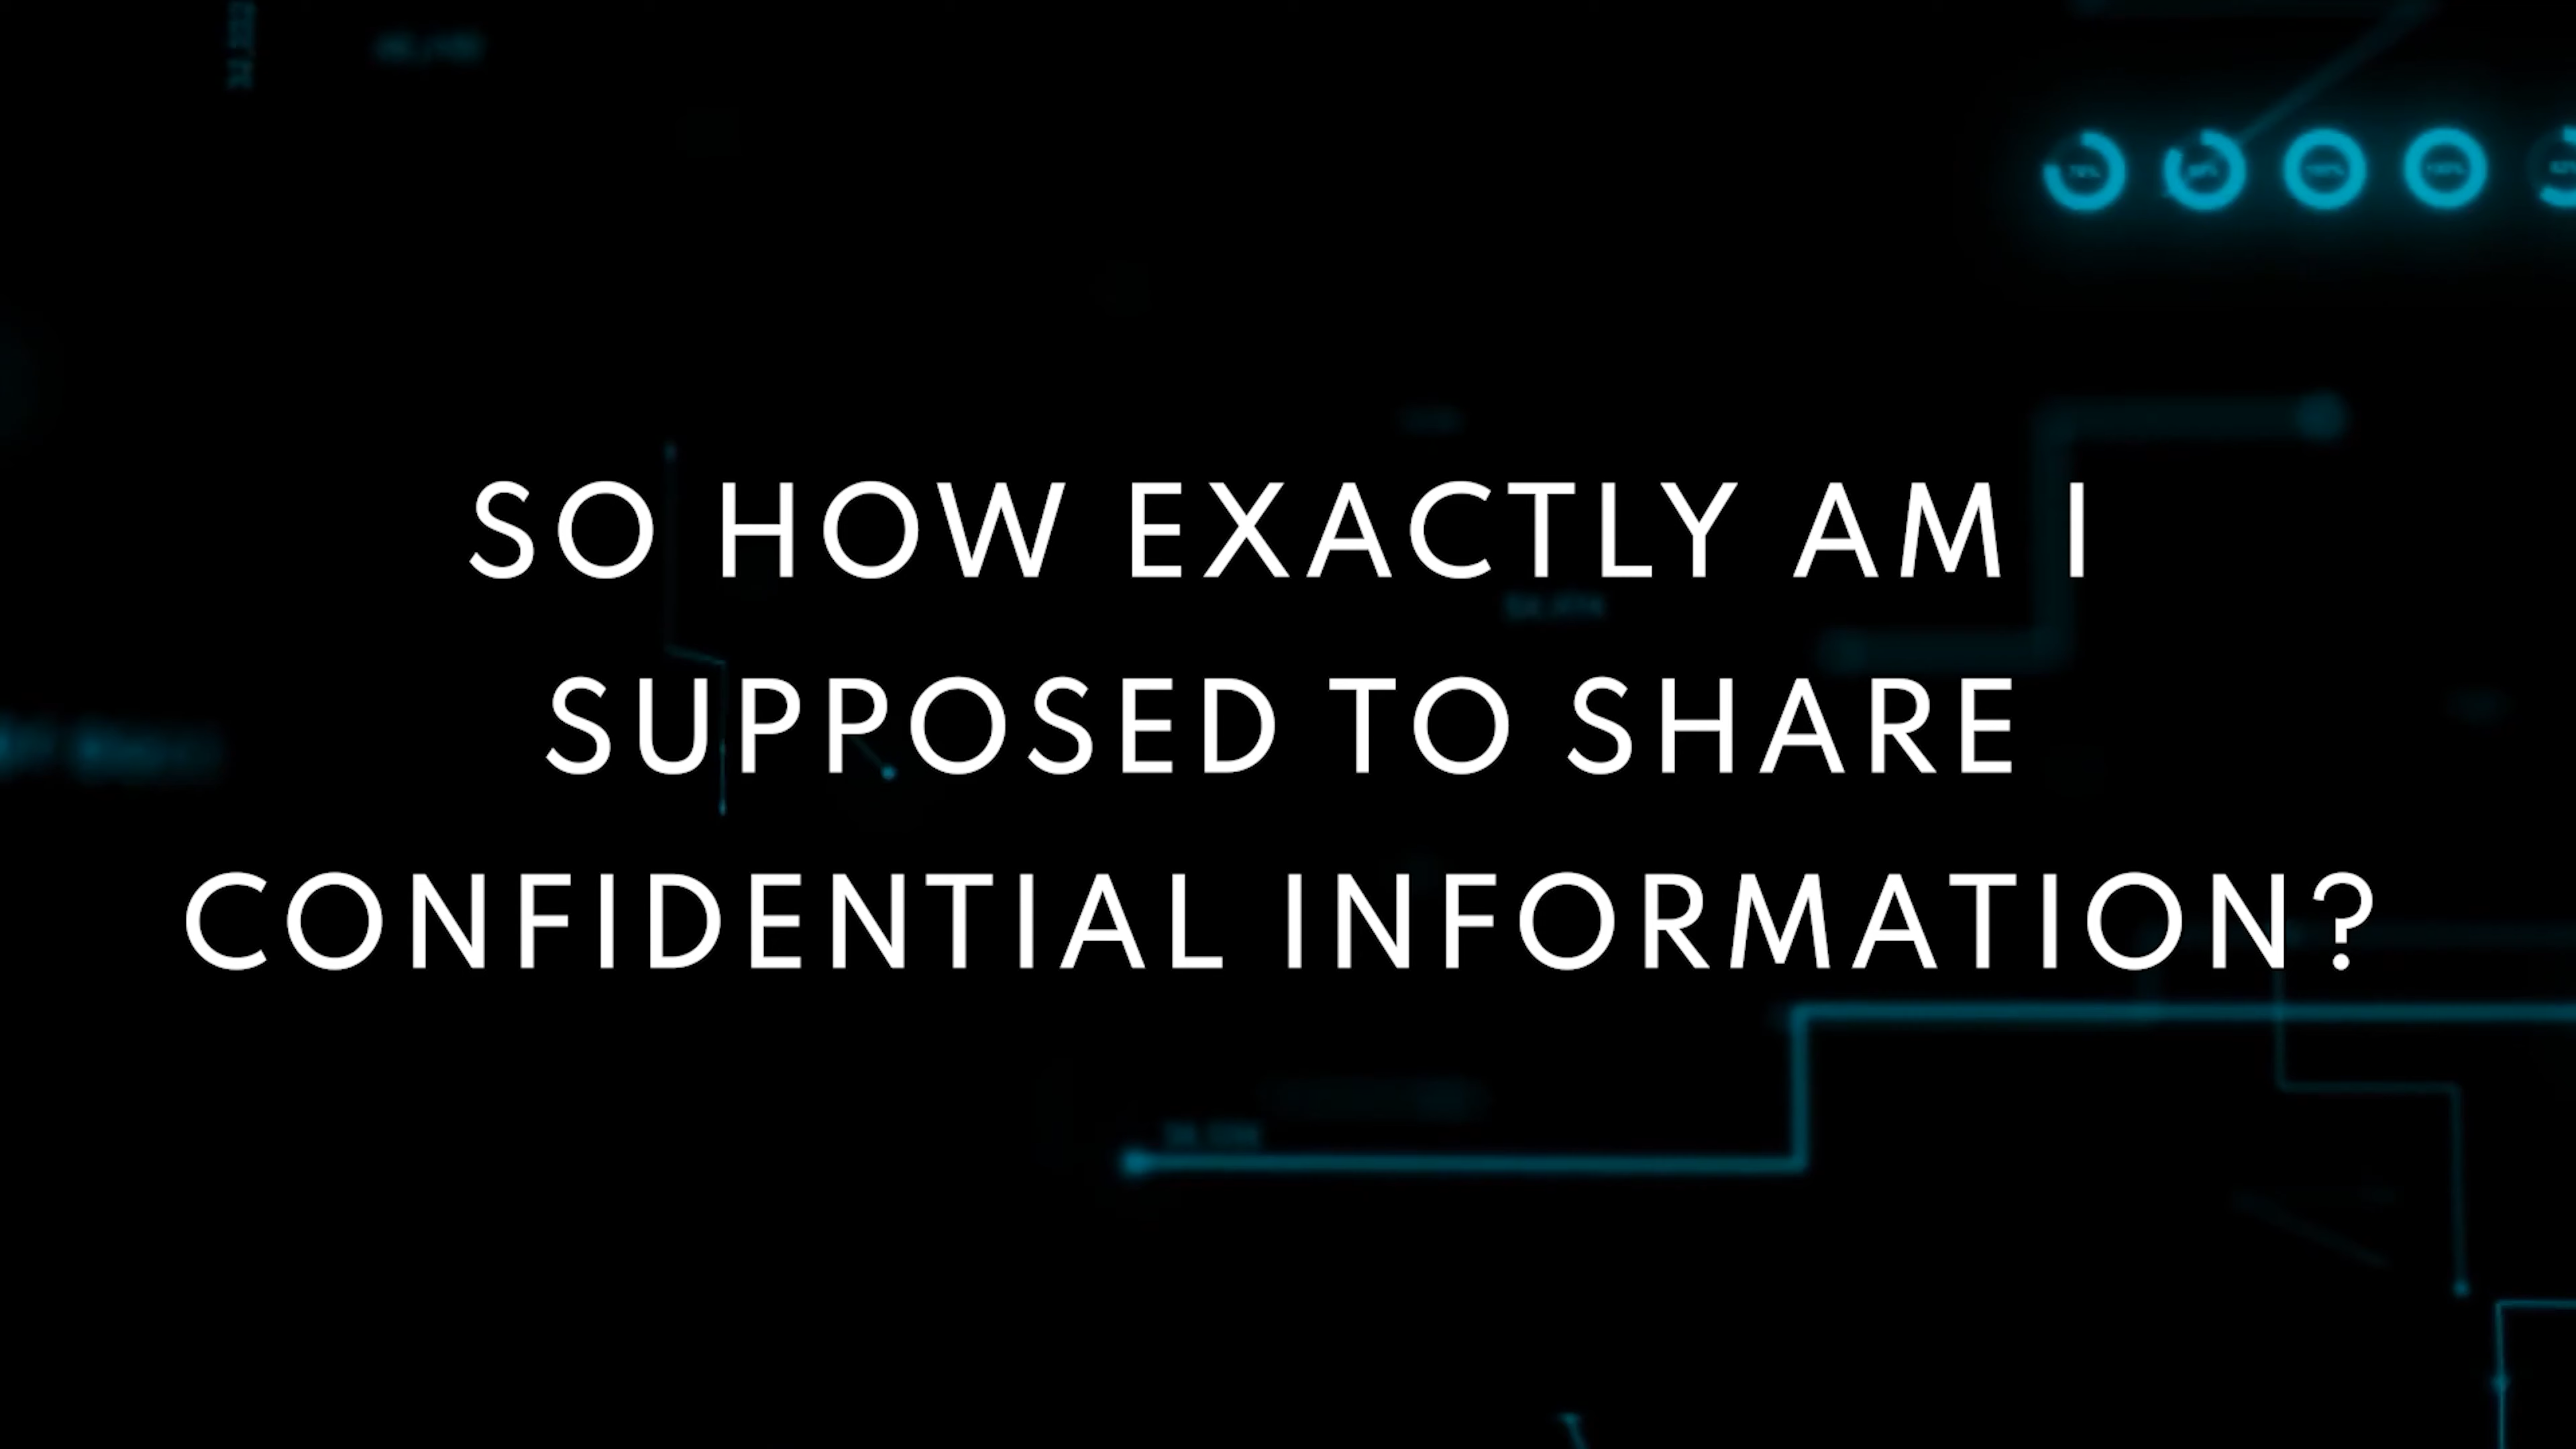 SO HOW EXACTLY AM I
SUPPOSED TO SHARE
CONFIDENTIAL INFORMATION?